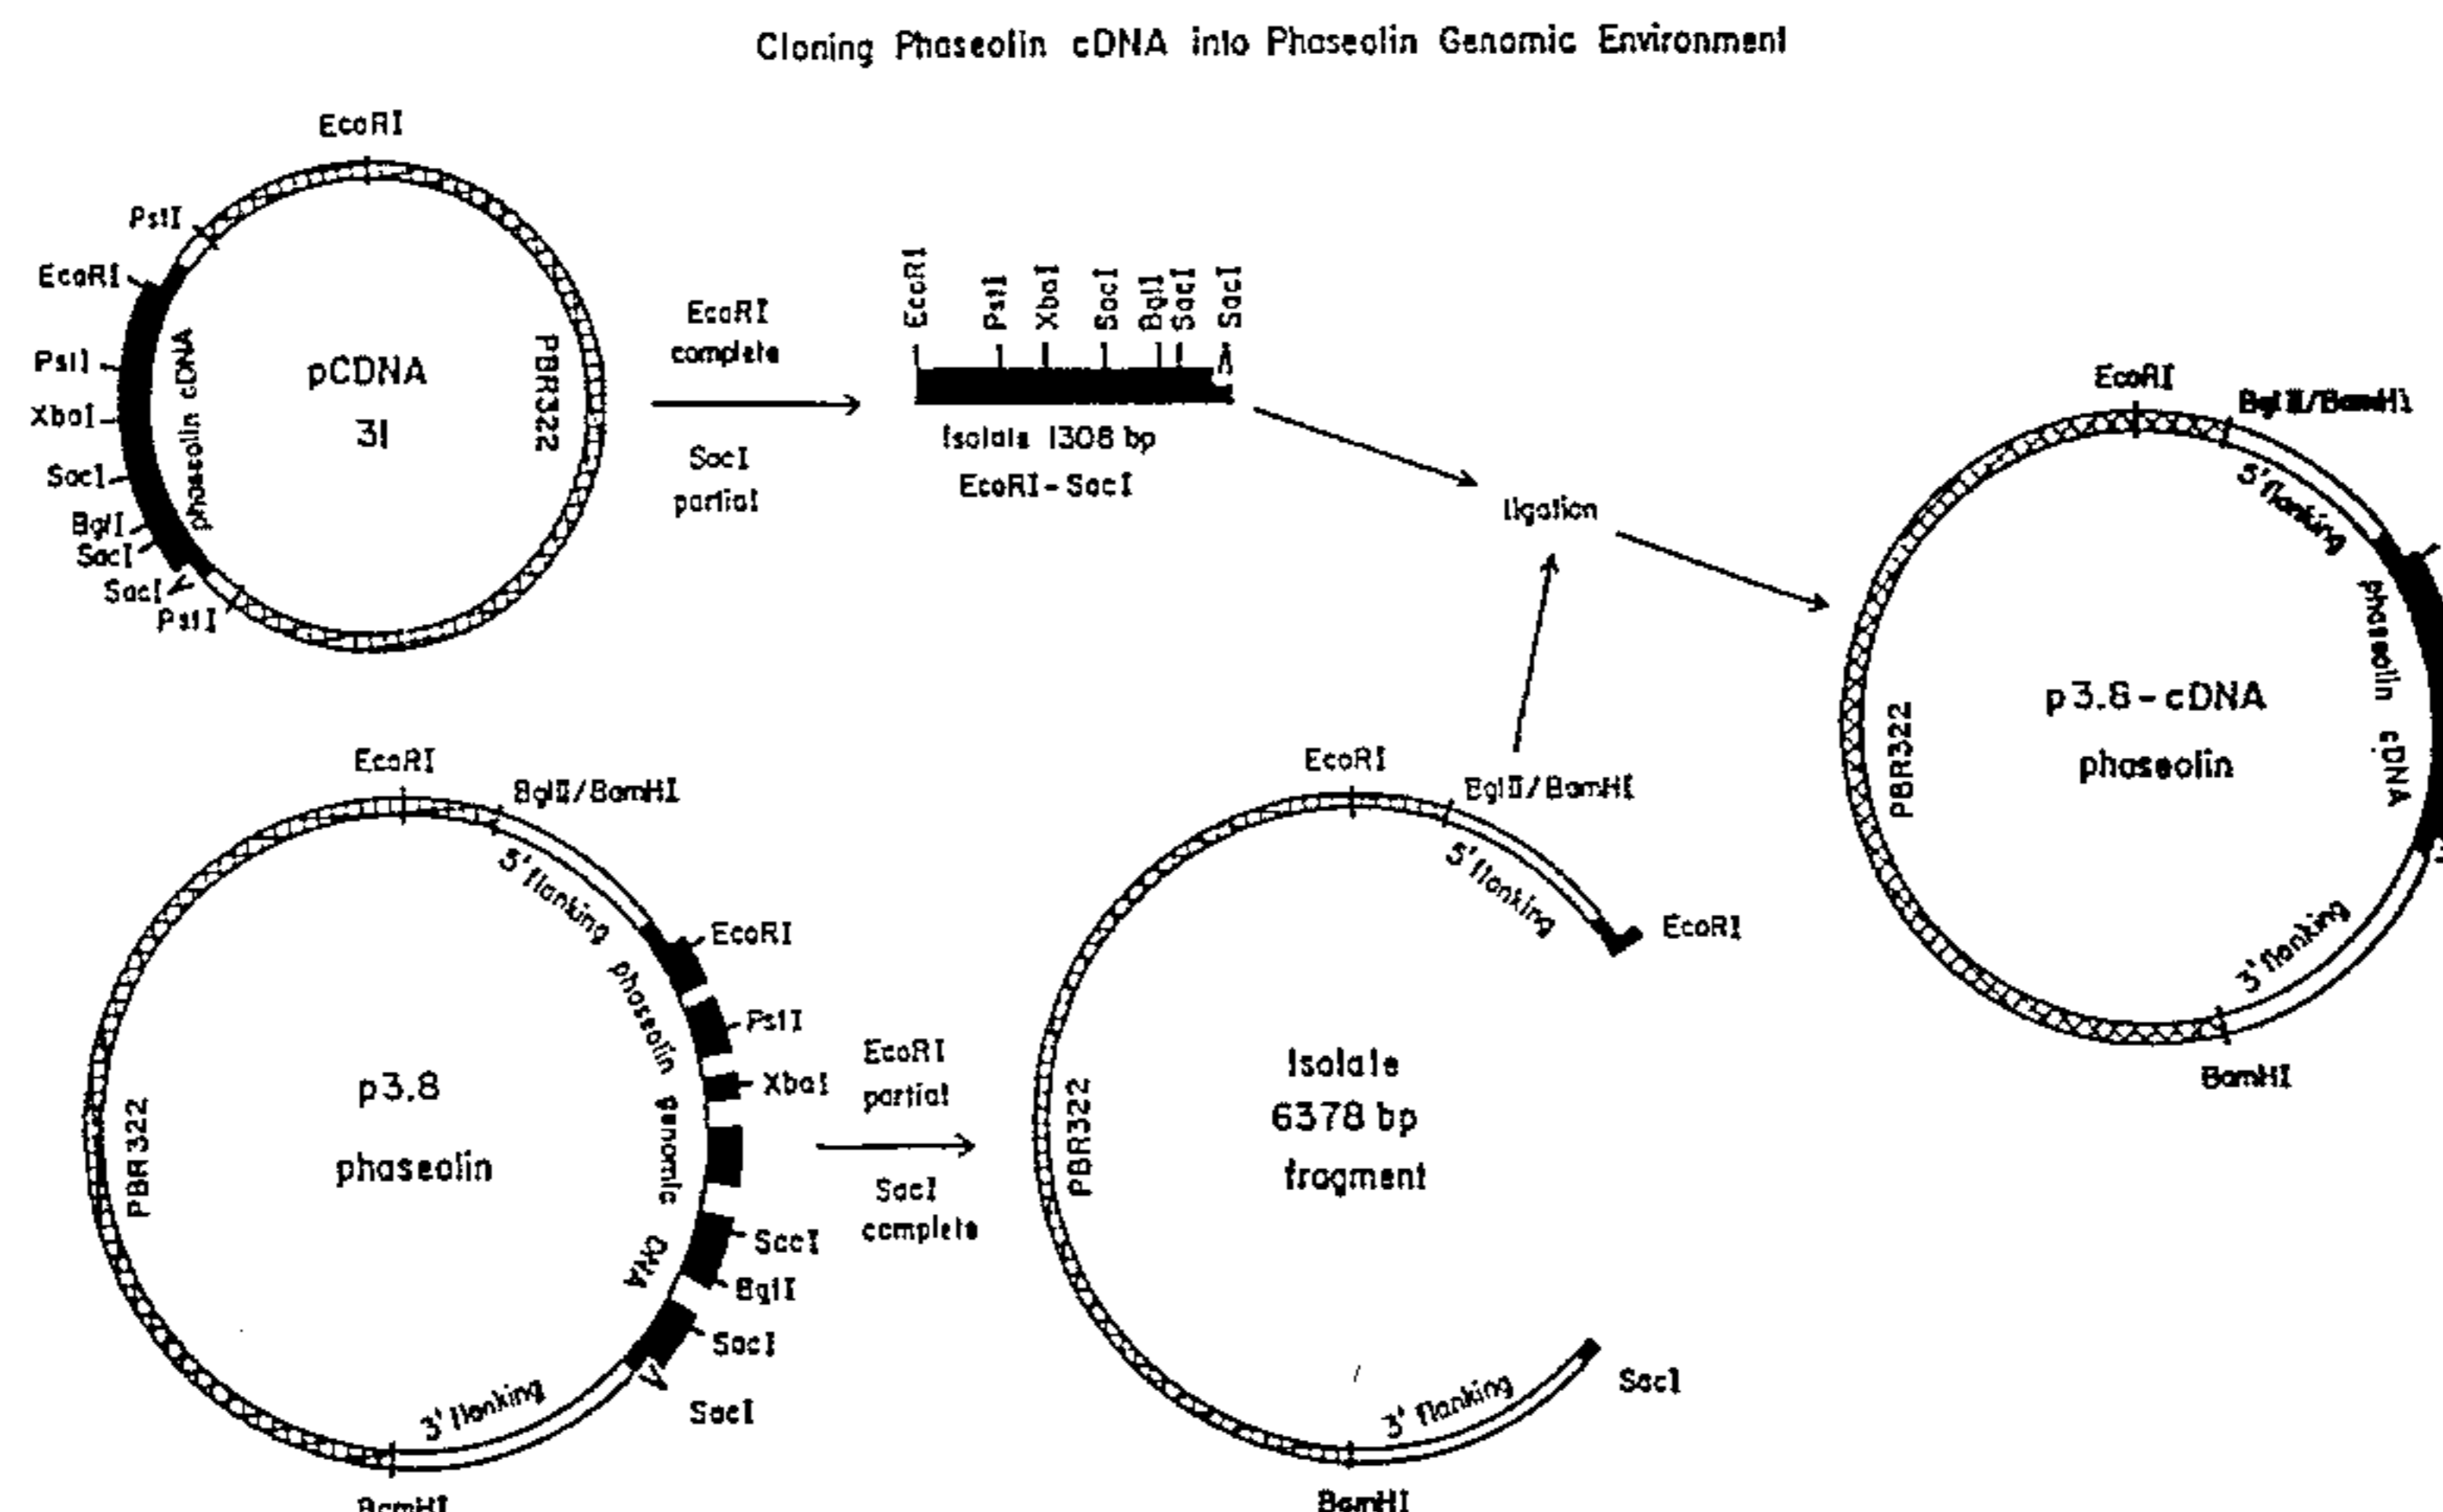 Cloning Phaseolin cDNA into Phaseolin Genomic Environment
EcoRI
PstI
EcoRI
PstI
XbaI
SacI
BglI
SacI
SacI
PstI
phaseolin cDNA
pCDNA
31
PBR322
EcoRI
complete
SacI
partial
EcoRI
PstI
XbaI
SacI
BglI
SacI
SacI
Isolate 1308 bp
EcoRI-SacI
ligation
EcoRI
BglII/BamHI
5' flanking
phaseolin cDNA
p3.8-cDNA
phaseolin
PBR322
3' flanking
BamHI
EcoRI
BglII/BamHI
5' flanking
EcoRI
phaseolin genomic DNA
PstI
XbaI
p3.8
phaseolin
PBR322
SacI
BglI
SacI
SacI
3' flanking
BamHI
EcoRI
partial
SacI
complete
EcoRI
BglII/BamHI
5' flanking
EcoRI
Isolate
6378 bp
fragment
PBR322
SacI
3' flanking
BamHI